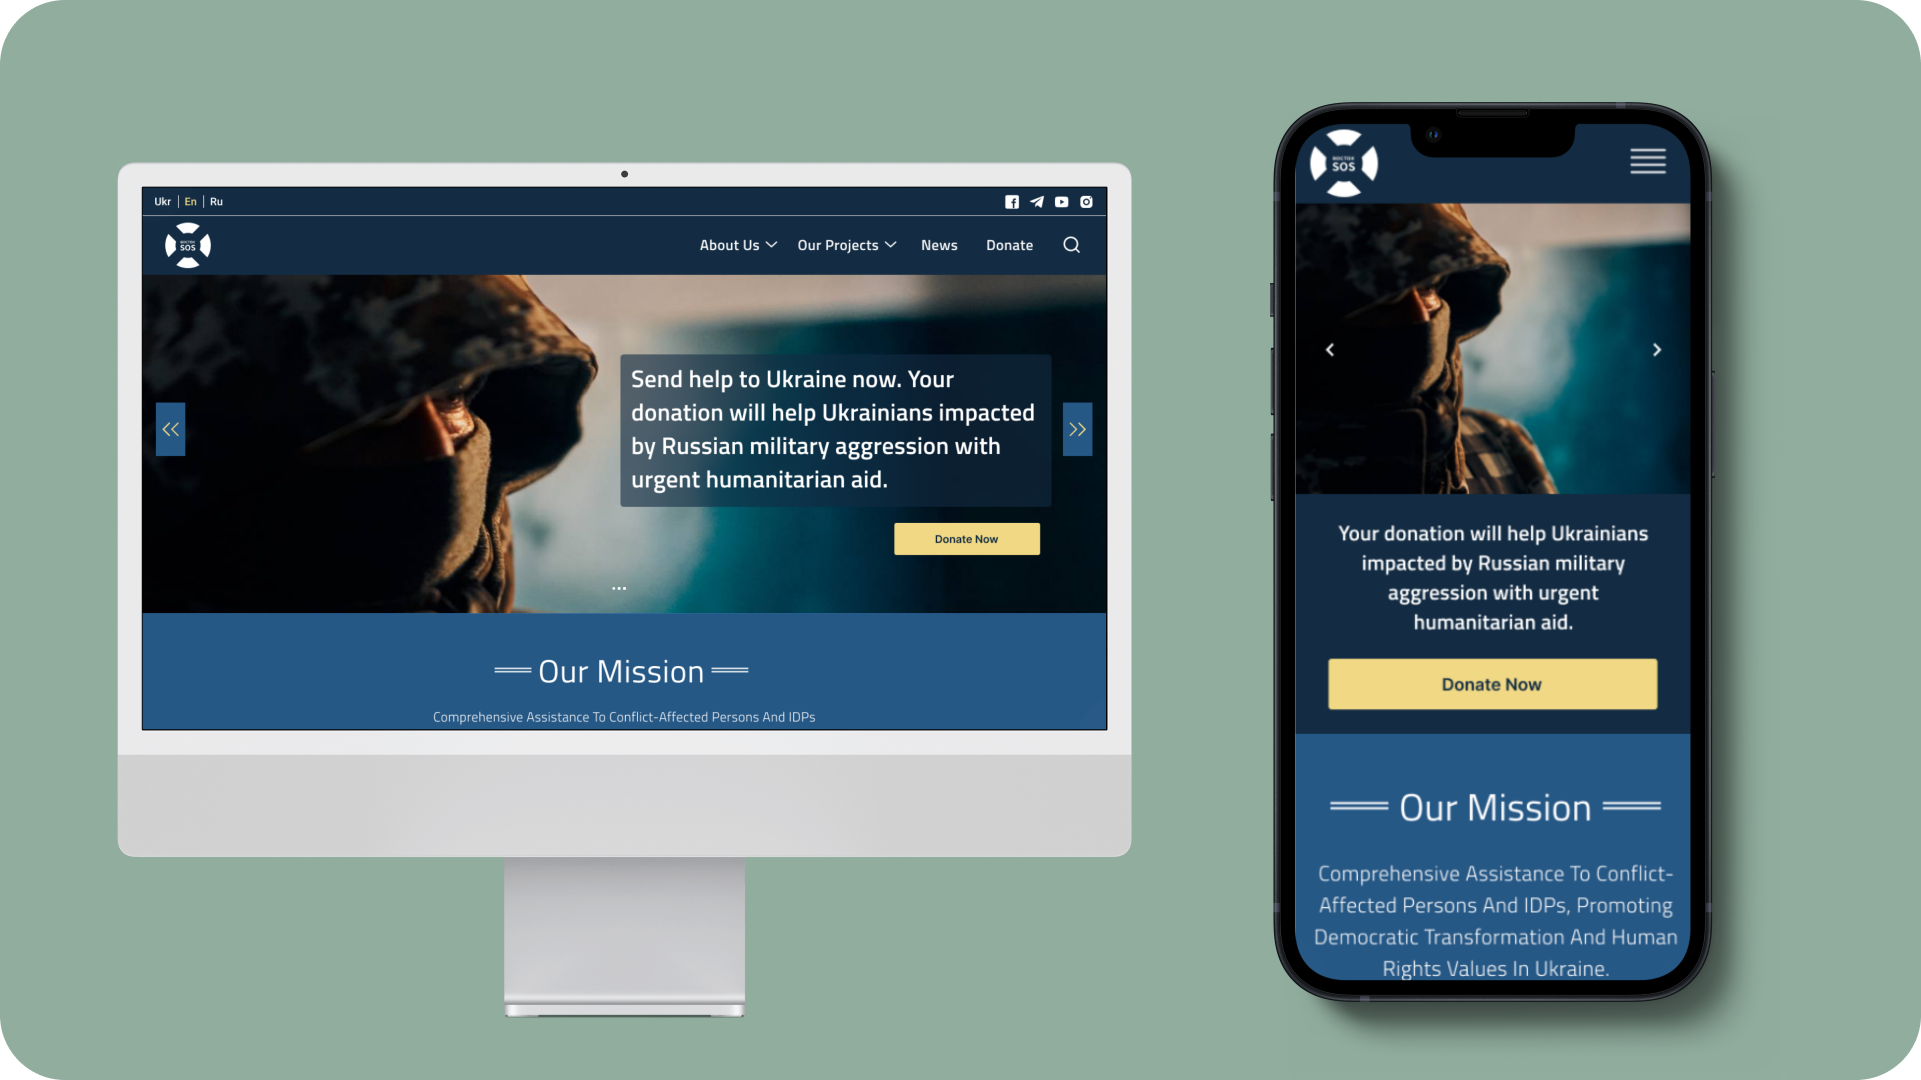 Ukr | En | Ru
DOCTOR
SOS
About Us
Our Projects
News
Donate
Send help to Ukraine now. Your
donation will help Ukrainians impacted
by Russian military aggression with
urgent humanitarian aid.
Donate Now
Our Mission
Comprehensive Assistance To Conflict-Affected Persons And IDPs
DOCTOR
SOS
Your donation will help Ukrainians
impacted by Russian military
aggression with urgent
humanitarian aid.
Donate Now
Our Mission
Comprehensive Assistance To Conflict-
Affected Persons And IDPs, Promoting
Democratic Transformation And Human
Rights Values In Ukraine.